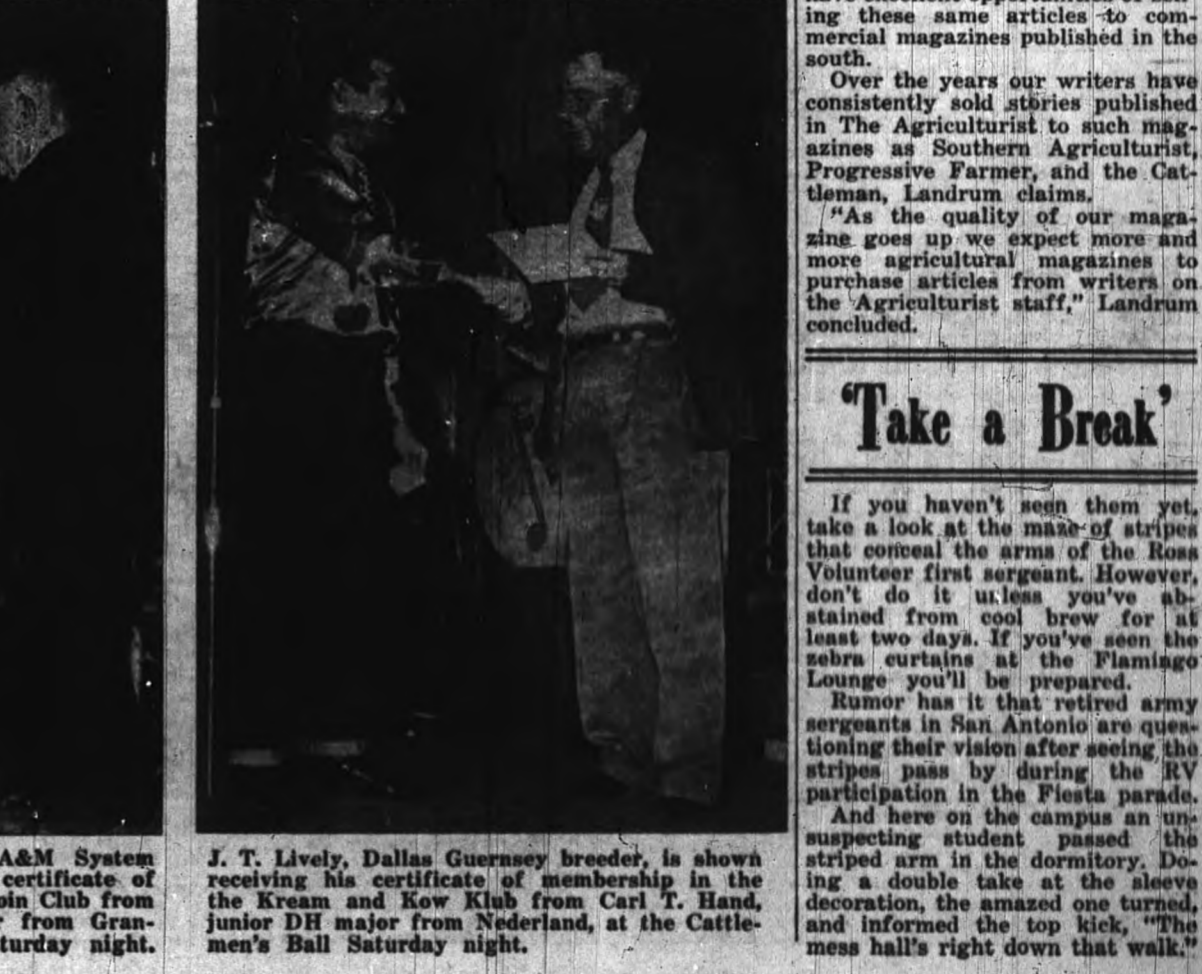 A&M System
certificate of
oin Club from
from Gran-
turday night.
J. T. Lively, Dallas Guernsey breeder, is shown
receiving his certificate of membership in the
the Kream and Kow Klub from Carl T. Hand,
junior DH major from Nederland, at the Cattle-
men's Ball Saturday night.
ing these same articles to com-
mercial magazines published in the
south.
Over the years our writers have
consistently sold stories published
in The Agriculturist to such mag-
azines as Southern Agriculturist,
Progressive Farmer, and the Cat-
tleman, Landrum claims.
"As the quality of our maga-
zine goes up we expect more and
more agricultural magazines to
purchase articles from writers on
the Agriculturist staff," Landrum
concluded.
'Take a Break'
If you haven't seen them yet,
take a look at the maze of stripes
that conceal the arms of the Ross
Volunteer first sergeant. However,
don't do it unless you've ab-
stained from cool brew for at
least two days. If you've seen the
zebra curtains at the Flamingo
Lounge you'll be prepared.
Rumor has it that retired army
sergeants in San Antonio are ques-
tioning their vision after seeing the
stripes pass by during the RV
participation in the Fiesta parade.
And here on the campus an un-
suspecting student passed the
striped arm in the dormitory. Do-
ing a double take at the sleeve
decoration, the amazed one turned,
and informed the top kick, "The
mess hall's right down that walk."